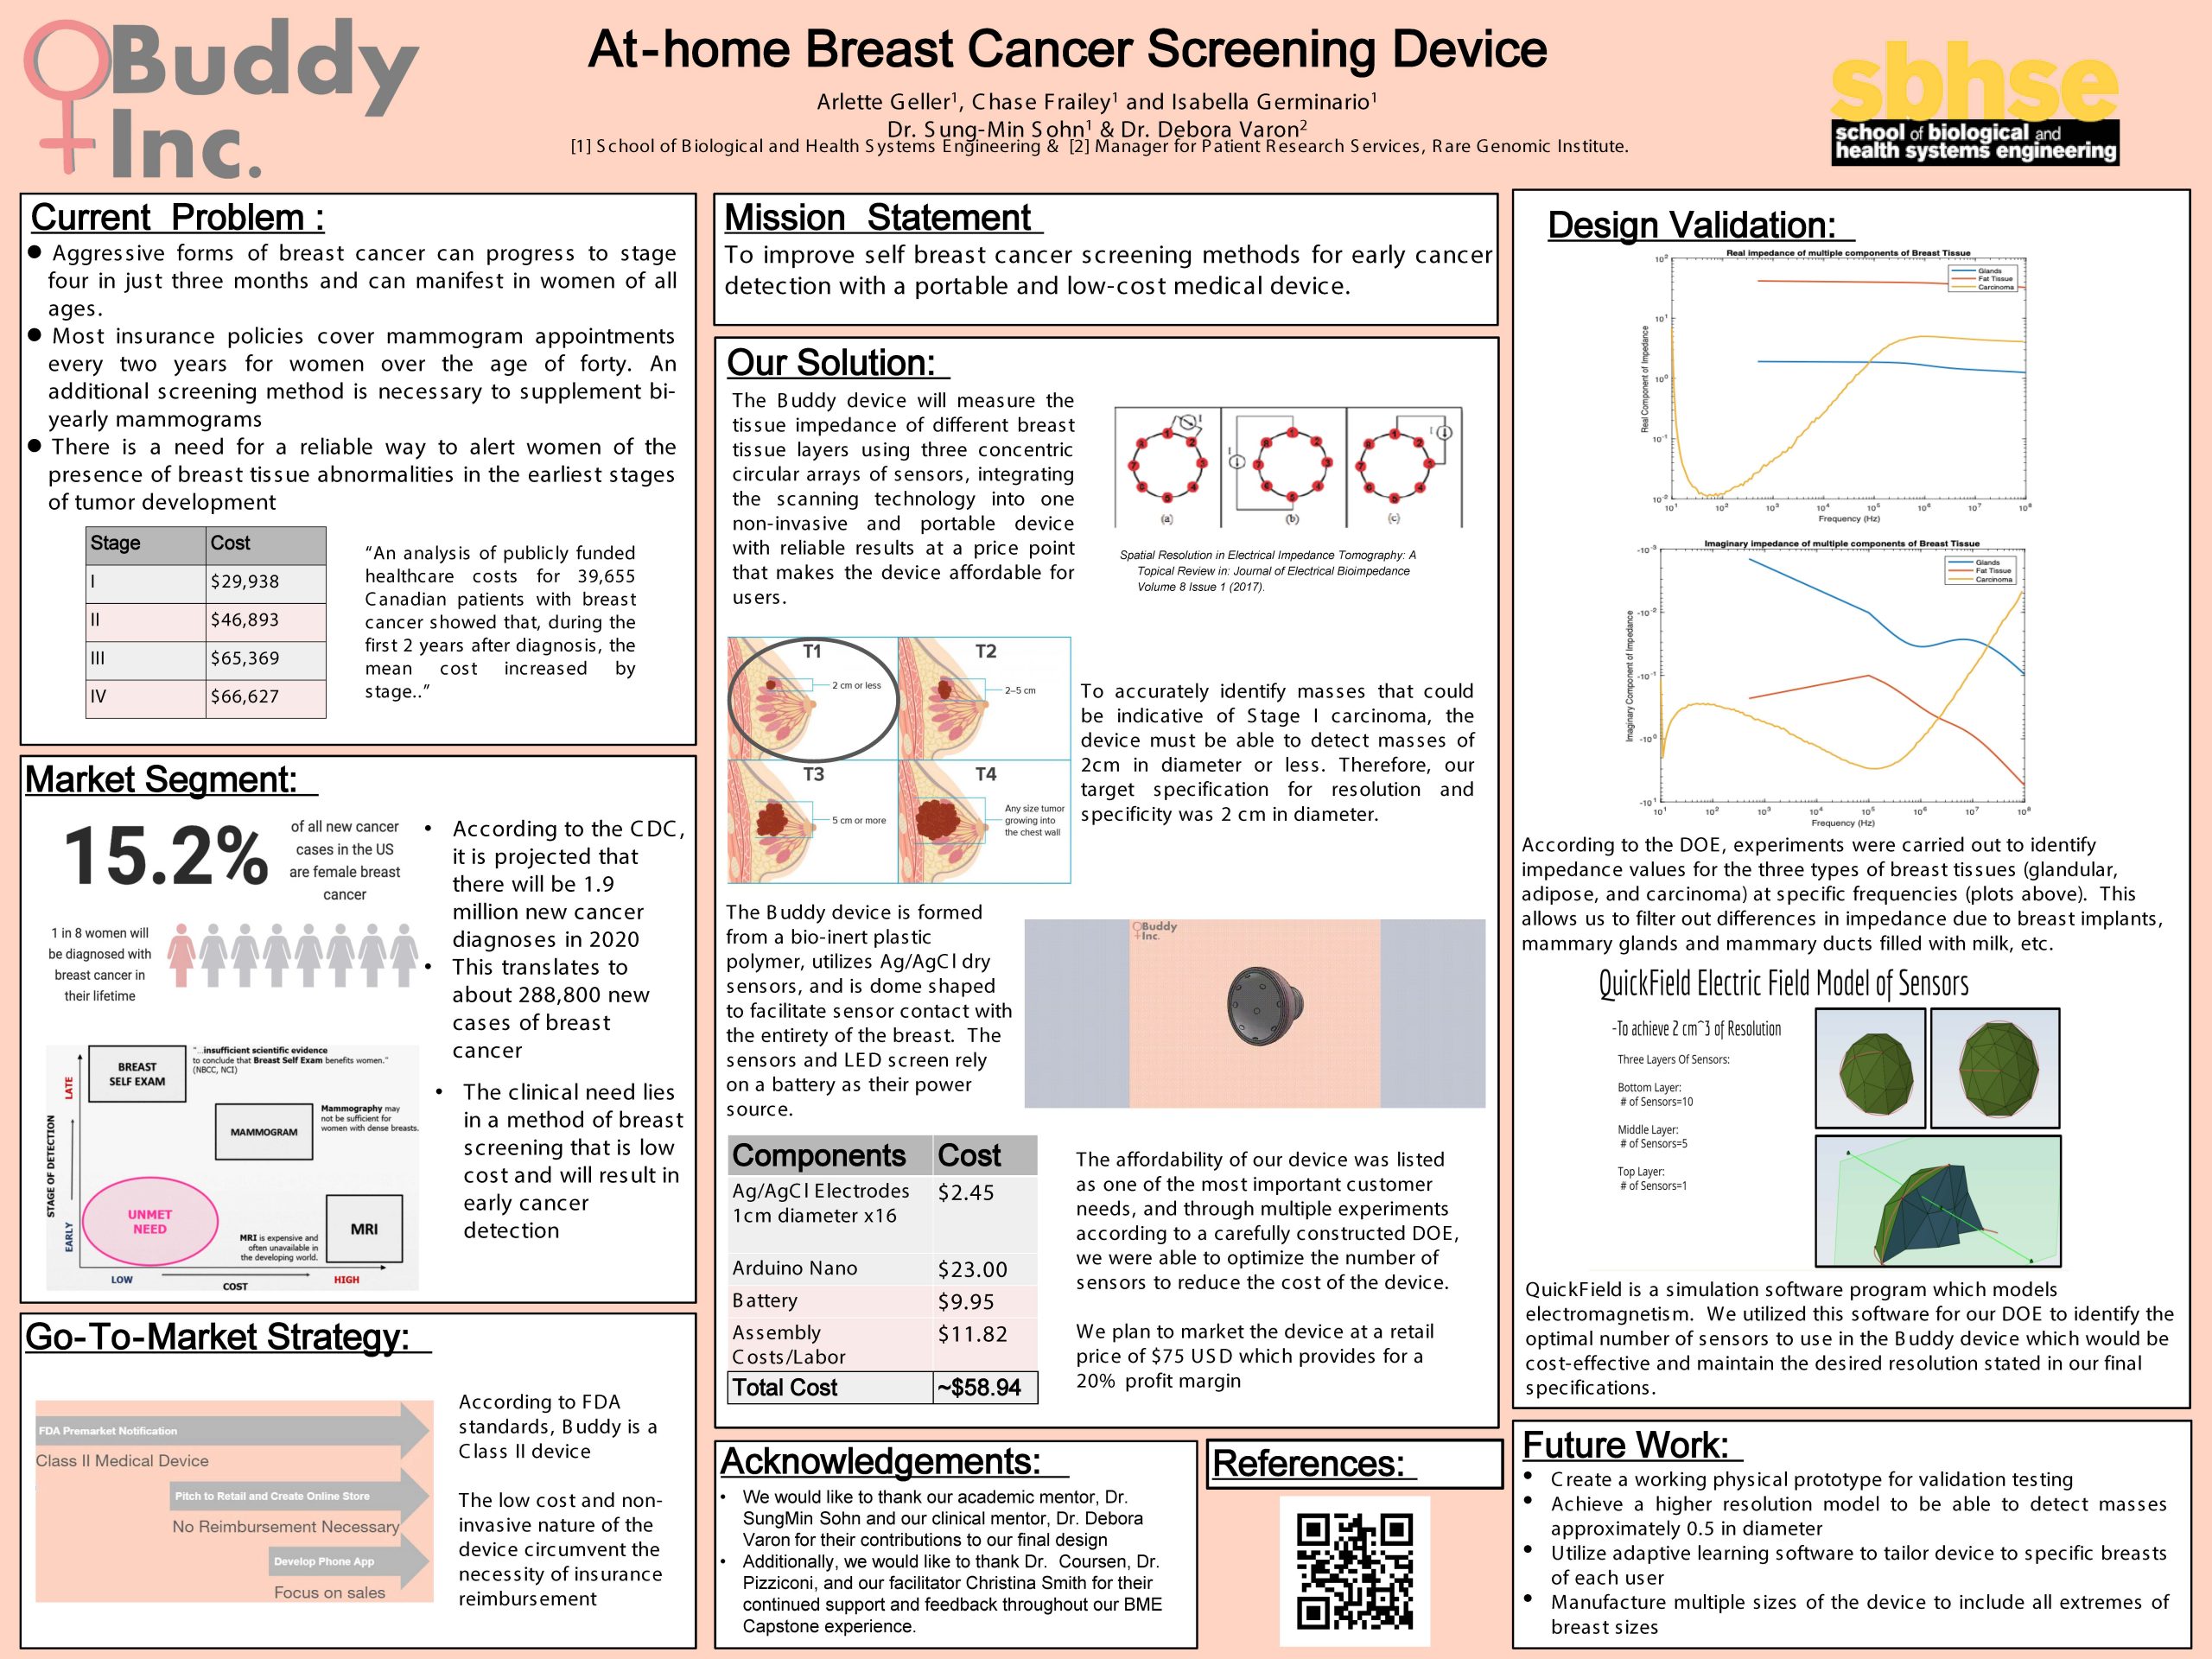 Buddy
Inc.
At-home Breast Cancer Screening Device
Arlette Geller¹, Chase Frailey¹ and Isabella Germinario¹
Dr. Sung-Min Sohn¹ & Dr. Debora Varon²
[1] School of Biological and Health Systems Engineering & [2] Manager for Patient Research Services, Rare Genomic Institute.
sbhse
school of biological and
health systems engineering
Current Problem :
● Aggressive forms of breast cancer can progress to stage
four in just three months and can manifest in women of all
ages.
● Most insurance policies cover mammogram appointments
every two years for women over the age of forty. An
additional screening method is necessary to supplement bi-
yearly mammograms
● There is a need for a reliable way to alert women of the
presence of breast tissue abnormalities in the earliest stages
of tumor development
Stage Cost
I $29,938
II $46,893
III $65,369
IV $66,627
“An analysis of publicly funded
healthcare costs for 39,655
Canadian patients with breast
cancer showed that, during the
first 2 years after diagnosis, the
mean cost increased by
stage..”
Market Segment:
15.2%
of all new cancer
cases in the US
are female breast
cancer
1 in 8 women will
be diagnosed with
breast cancer in
their lifetime
• According to the CDC,
it is projected that
there will be 1.9
million new cancer
diagnoses in 2020
• This translates to
about 288,800 new
cases of breast
cancer
• The clinical need lies
in a method of breast
screening that is low
cost and will result in
early cancer
detection
STAGE OF DETECTION
LATE
EARLY
BREAST
SELF EXAM
"...insufficient scientific evidence
to conclude that Breast Self Exam benefits women."
(NBCC, NCI)
MAMMOGRAM
Mammography may
not be sufficient for
women with dense breasts.
UNMET
NEED
MRI is expensive and
often unavailable in
the developing world.
MRI
LOW
COST
HIGH
Go-To-Market Strategy:
FDA Premarket Notification
Class II Medical Device
Pitch to Retail and Create Online Store
No Reimbursement Necessary
Develop Phone App
Focus on sales
According to FDA
standards, Buddy is a
Class II device
The low cost and non-
invasive nature of the
device circumvent the
necessity of insurance
reimbursement
Mission Statement
To improve self breast cancer screening methods for early cancer
detection with a portable and low-cost medical device.
Our Solution:
The Buddy device will measure the
tissue impedance of different breast
tissue layers using three concentric
circular arrays of sensors, integrating
the scanning technology into one
non-invasive and portable device
with reliable results at a price point
that makes the device affordable for
users.
(a) (b) (c)
Spatial Resolution in Electrical Impedance Tomography: A
Topical Review in: Journal of Electrical Bioimpedance
Volume 8 Issue 1 (2017).
T1
2 cm or less
T2
2–5 cm
T3
5 cm or more
T4
Any size tumor
growing into
the chest wall
To accurately identify masses that could
be indicative of Stage I carcinoma, the
device must be able to detect masses of
2cm in diameter or less. Therefore, our
target specification for resolution and
specificity was 2 cm in diameter.
The Buddy device is formed
from a bio-inert plastic
polymer, utilizes Ag/AgCl dry
sensors, and is dome shaped
to facilitate sensor contact with
the entirety of the breast. The
sensors and LED screen rely
on a battery as their power
source.
Buddy
Inc.
Components Cost
Ag/AgCl Electrodes $2.45
1cm diameter x16
Arduino Nano $23.00
Battery $9.95
Assembly $11.82
Costs/Labor
Total Cost ~$58.94
The affordability of our device was listed
as one of the most important customer
needs, and through multiple experiments
according to a carefully constructed DOE,
we were able to optimize the number of
sensors to reduce the cost of the device.
We plan to market the device at a retail
price of $75 USD which provides for a
20% profit margin
Acknowledgements:
• We would like to thank our academic mentor, Dr.
SungMin Sohn and our clinical mentor, Dr. Debora
Varon for their contributions to our final design
• Additionally, we would like to thank Dr. Coursen, Dr.
Pizziconi, and our facilitator Christina Smith for their
continued support and feedback throughout our BME
Capstone experience.
References:
Design Validation:
Real impedance of multiple components of Breast Tissue
Glands
Fat Tissue
Carcinoma
Real Component of Impedance
10² 10¹ 10⁰ 10⁻¹ 10⁻²
10¹ 10² 10³ 10⁴ 10⁵ 10⁶ 10⁷ 10⁸
Frequency (Hz)
Imaginary impedance of multiple components of Breast Tissue
Glands
Fat Tissue
Carcinoma
Imaginary Component of Impedance
-10⁻³ -10⁻² -10⁻¹ -10⁰ -10¹
10¹ 10² 10³ 10⁴ 10⁵ 10⁶ 10⁷ 10⁸
Frequency (Hz)
According to the DOE, experiments were carried out to identify
impedance values for the three types of breast tissues (glandular,
adipose, and carcinoma) at specific frequencies (plots above). This
allows us to filter out differences in impedance due to breast implants,
mammary glands and mammary ducts filled with milk, etc.
QuickField Electric Field Model of Sensors
-To achieve 2 cm^3 of Resolution
Three Layers Of Sensors:
Bottom Layer:
# of Sensors=10
Middle Layer:
# of Sensors=5
Top Layer:
# of Sensors=1
QuickField is a simulation software program which models
electromagnetism. We utilized this software for our DOE to identify the
optimal number of sensors to use in the Buddy device which would be
cost-effective and maintain the desired resolution stated in our final
specifications.
Future Work:
• Create a working physical prototype for validation testing
• Achieve a higher resolution model to be able to detect masses
approximately 0.5 in diameter
• Utilize adaptive learning software to tailor device to specific breasts
of each user
• Manufacture multiple sizes of the device to include all extremes of
breast sizes